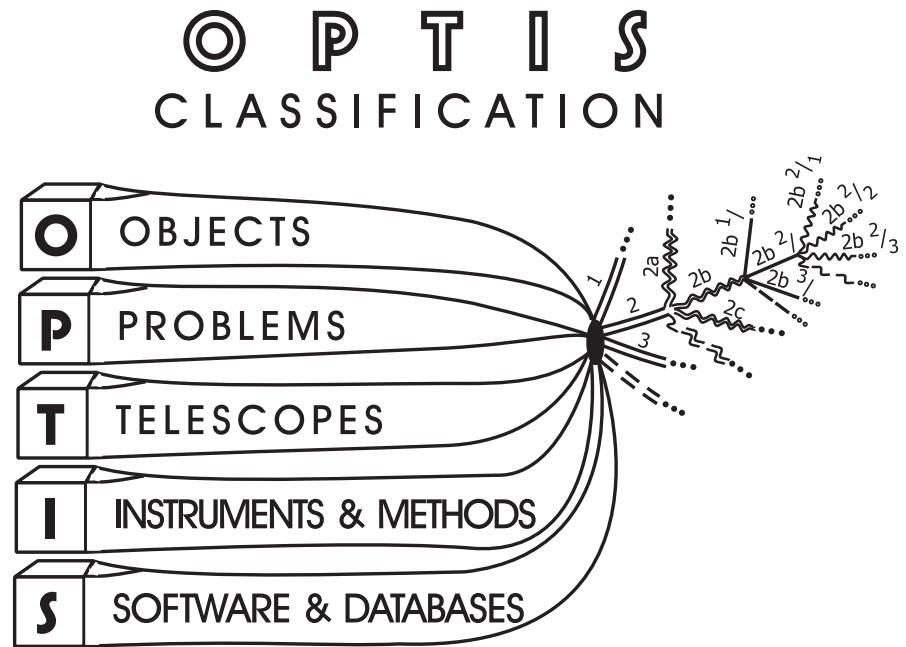 OPTIS
CLASSIFICATION
O OBJECTS
P PROBLEMS
T TELESCOPES
I INSTRUMENTS & METHODS
S SOFTWARE & DATABASES
1
2
3
2a
2b
2c
2b 1/
2b 2/
2b 3/
2b 2/1
2b 2/2
2b 2/3